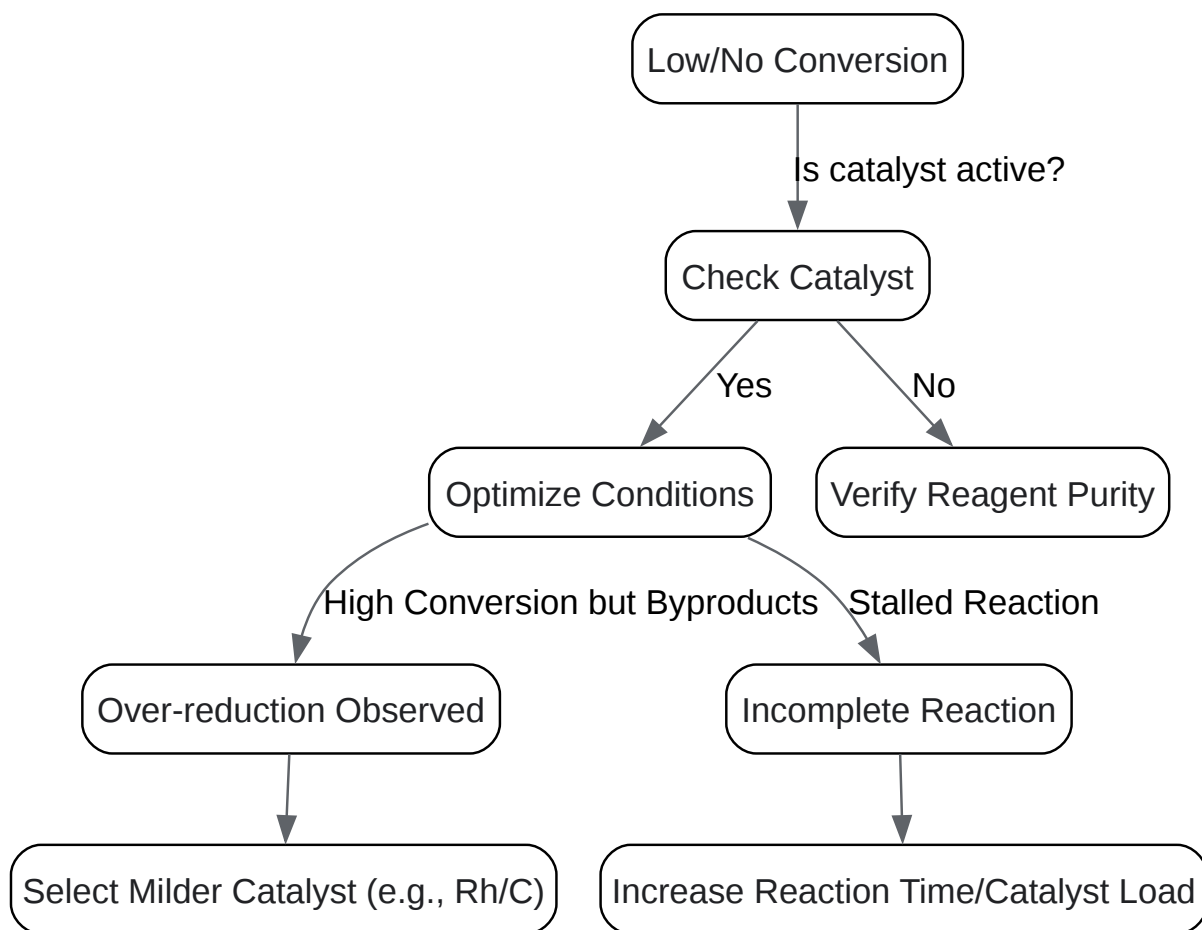 Low/No Conversion
Is catalyst active?
Check Catalyst
Yes
No
Optimize Conditions
Verify Reagent Purity
High Conversion but Byproducts
Stalled Reaction
Over-reduction Observed
Incomplete Reaction
Select Milder Catalyst (e.g., Rh/C)
Increase Reaction Time/Catalyst Load